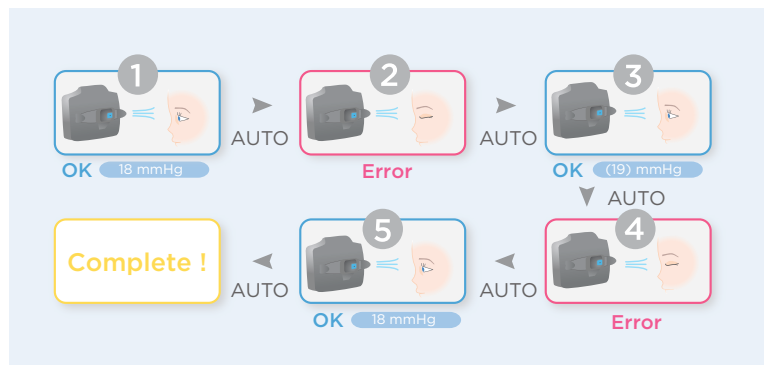 1
OK 18 mmHg
AUTO
2
Error
AUTO
3
OK (19) mmHg
AUTO
4
Error
AUTO
5
OK 18 mmHg
AUTO
Complete !